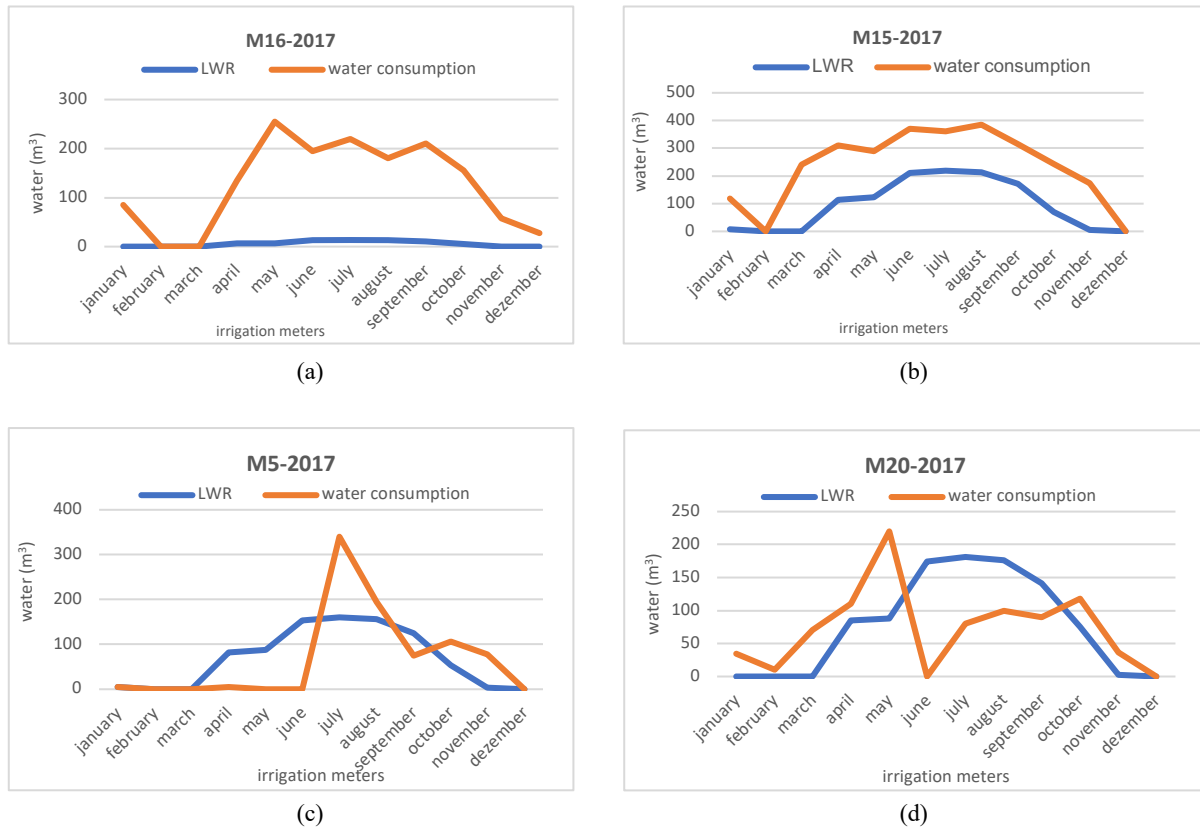 M16-2017
LWR water consumption
300
200
100
0
water (m³)
january
february
march
april
may
june
july
august
september
october
november
dezember
irrigation meters
(a)
M15-2017
LWR water consumption
500
400
300
200
100
0
water (m³)
january
february
march
april
may
june
july
august
september
october
november
dezember
irrigation meters
(b)
M5-2017
LWR water consumption
400
300
200
100
0
water (m³)
january
february
march
april
may
june
july
august
september
october
november
dezember
irrigation meters
(c)
M20-2017
LWR water consumption
250
200
150
100
50
0
water (m³)
january
february
march
april
may
june
july
august
september
october
november
dezember
irrigation meters
(d)